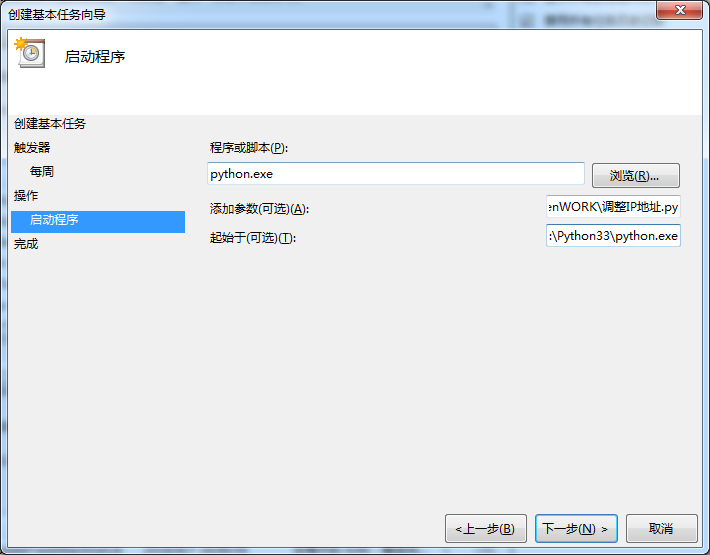 创建基本任务向导
启动程序
创建基本任务
触发器
每周
操作
启动程序
完成
程序或脚本(P):
python.exe
浏览(R)...
添加参数(可选)(A):
enWORK\调整IP地址.py
起始于(可选)(T):
:\Python33\python.exe
<上一步(B)
下一步(N) >
取消